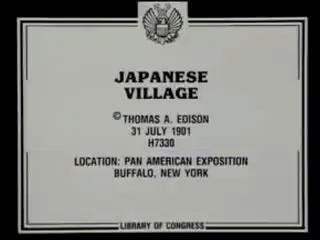 JAPANESE
VILLAGE
© THOMAS A. EDISON
31 JULY 1901
H7330
LOCATION: PAN AMERICAN EXPOSITION
BUFFALO, NEW YORK
LIBRARY OF CONGRESS